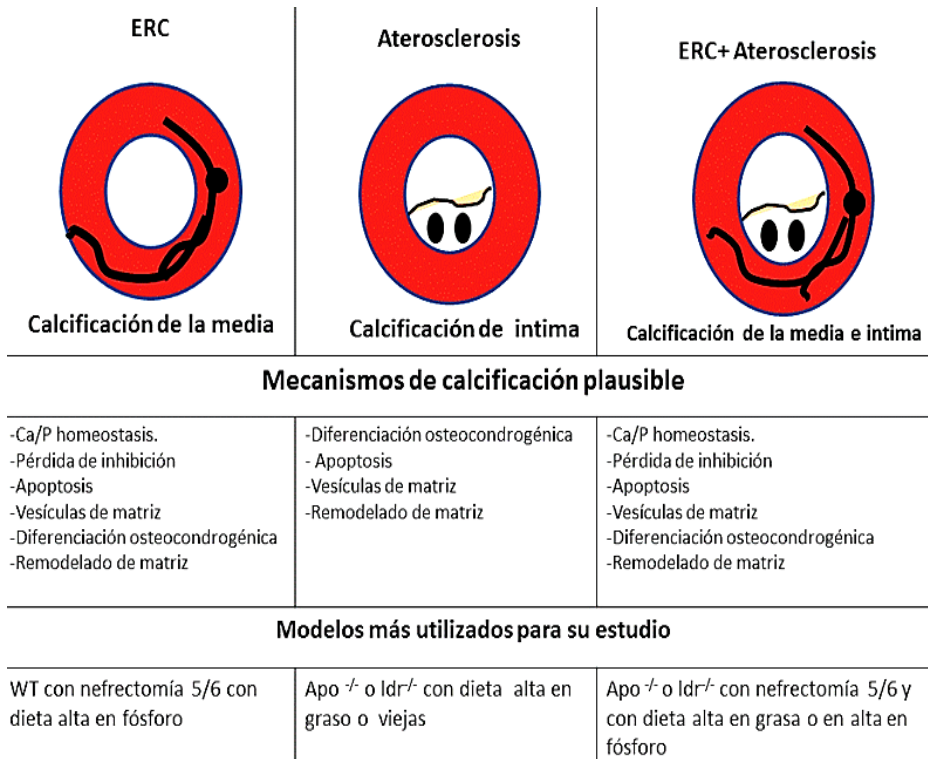 ERC
Aterosclerosis
ERC+ Aterosclerosis
Calcificación de la media
Calcificación de intima
Calcificación de la media e intima
Mecanismos de calcificación plausible
-Ca/P homeostasis.
-Pérdida de inhibición
-Apoptosis
-Vesículas de matriz
-Diferenciación osteocondrogénica
-Remodelado de matriz
-Diferenciación osteocondrogénica
- Apoptosis
-Vesículas de matriz
-Remodelado de matriz
-Ca/P homeostasis.
-Pérdida de inhibición
-Apoptosis
-Vesículas de matriz
-Diferenciación osteocondrogénica
-Remodelado de matriz
Modelos más utilizados para su estudio
WT con nefrectomía 5/6 con
dieta alta en fósforo
Apo -/- o ldr-/- con dieta alta en
graso o viejas
Apo -/- o ldr-/- con nefrectomía 5/6 y
con dieta alta en grasa o en alta en
fósforo